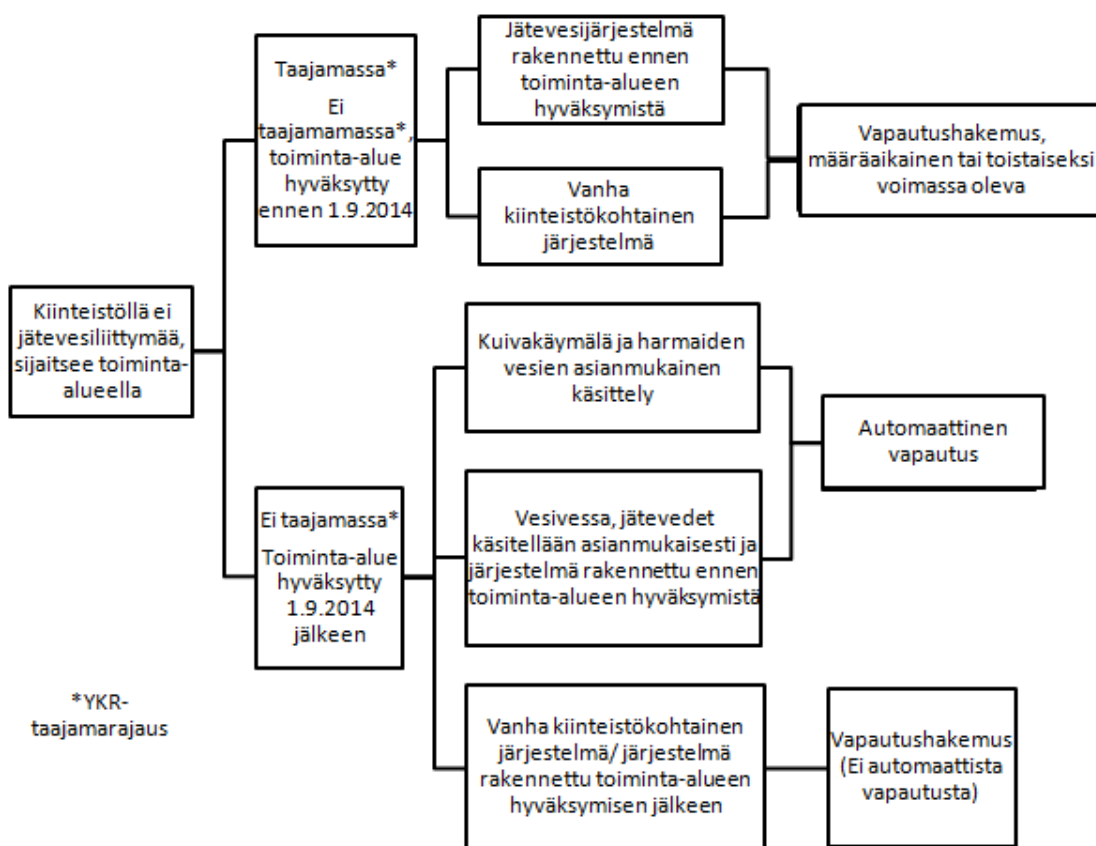 Kiinteistöllä ei
jätevesiliittymää,
sijaitsee toiminta-
alueella
Taajamassa*
Ei
taajamamassa*,
toiminta-alue
hyväksytty
ennen 1.9.2014
Jätevesijärjestelmä
rakennettu ennen
toiminta-alueen
hyväksymistä
Vanha
kiinteistökohtainen
järjestelmä
Vapautushakemus,
määräaikainen tai toistaiseksi
voimassa oleva
Ei taajamassa*
Toiminta-alue
hyväksytty
1.9.2014
jälkeen
Kuivakäymälä ja harmaiden
vesien asianmukainen
käsittely
Vesivessa, jätevedet
käsitellään asianmukaisesti ja
järjestelmä rakennettu ennen
toiminta-alueen hyväksymistä
Automaattinen
vapautus
Vanha kiinteistökohtainen
järjestelmä/ järjestelmä
rakennettu toiminta-alueen
hyväksymisen jälkeen
Vapautushakemus
(Ei automaattista
vapautusta)
*YKR-
taajamarajaus